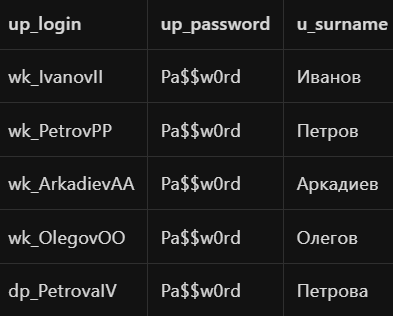 up_login up_password u_surname
wk_IvanovII Pa$$w0rd Иванов
wk_PetrovPP Pa$$w0rd Петров
wk_ArkadievAA Pa$$w0rd Аркадиев
wk_OlegovOO Pa$$w0rd Олегов
dp_PetrovaIV Pa$$w0rd Петрова